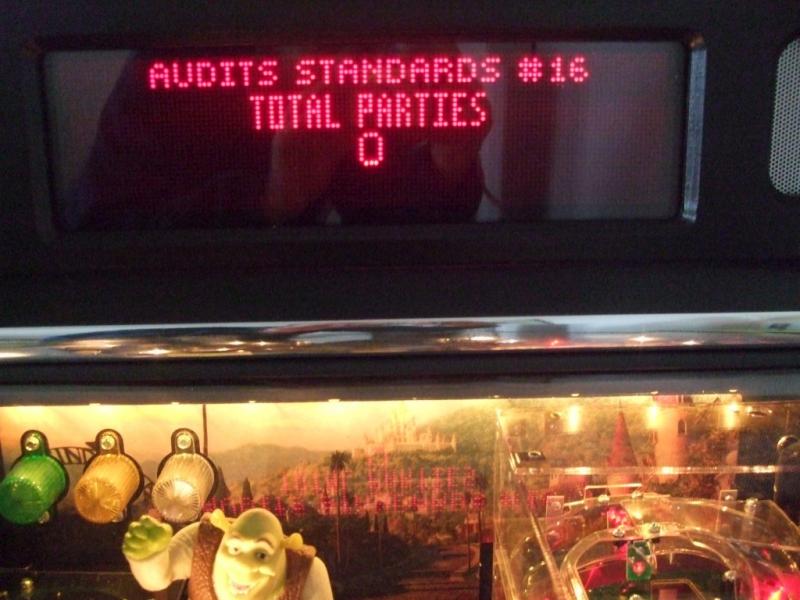 AUDITS STANDARDS #16
TOTAL PARTIES
0